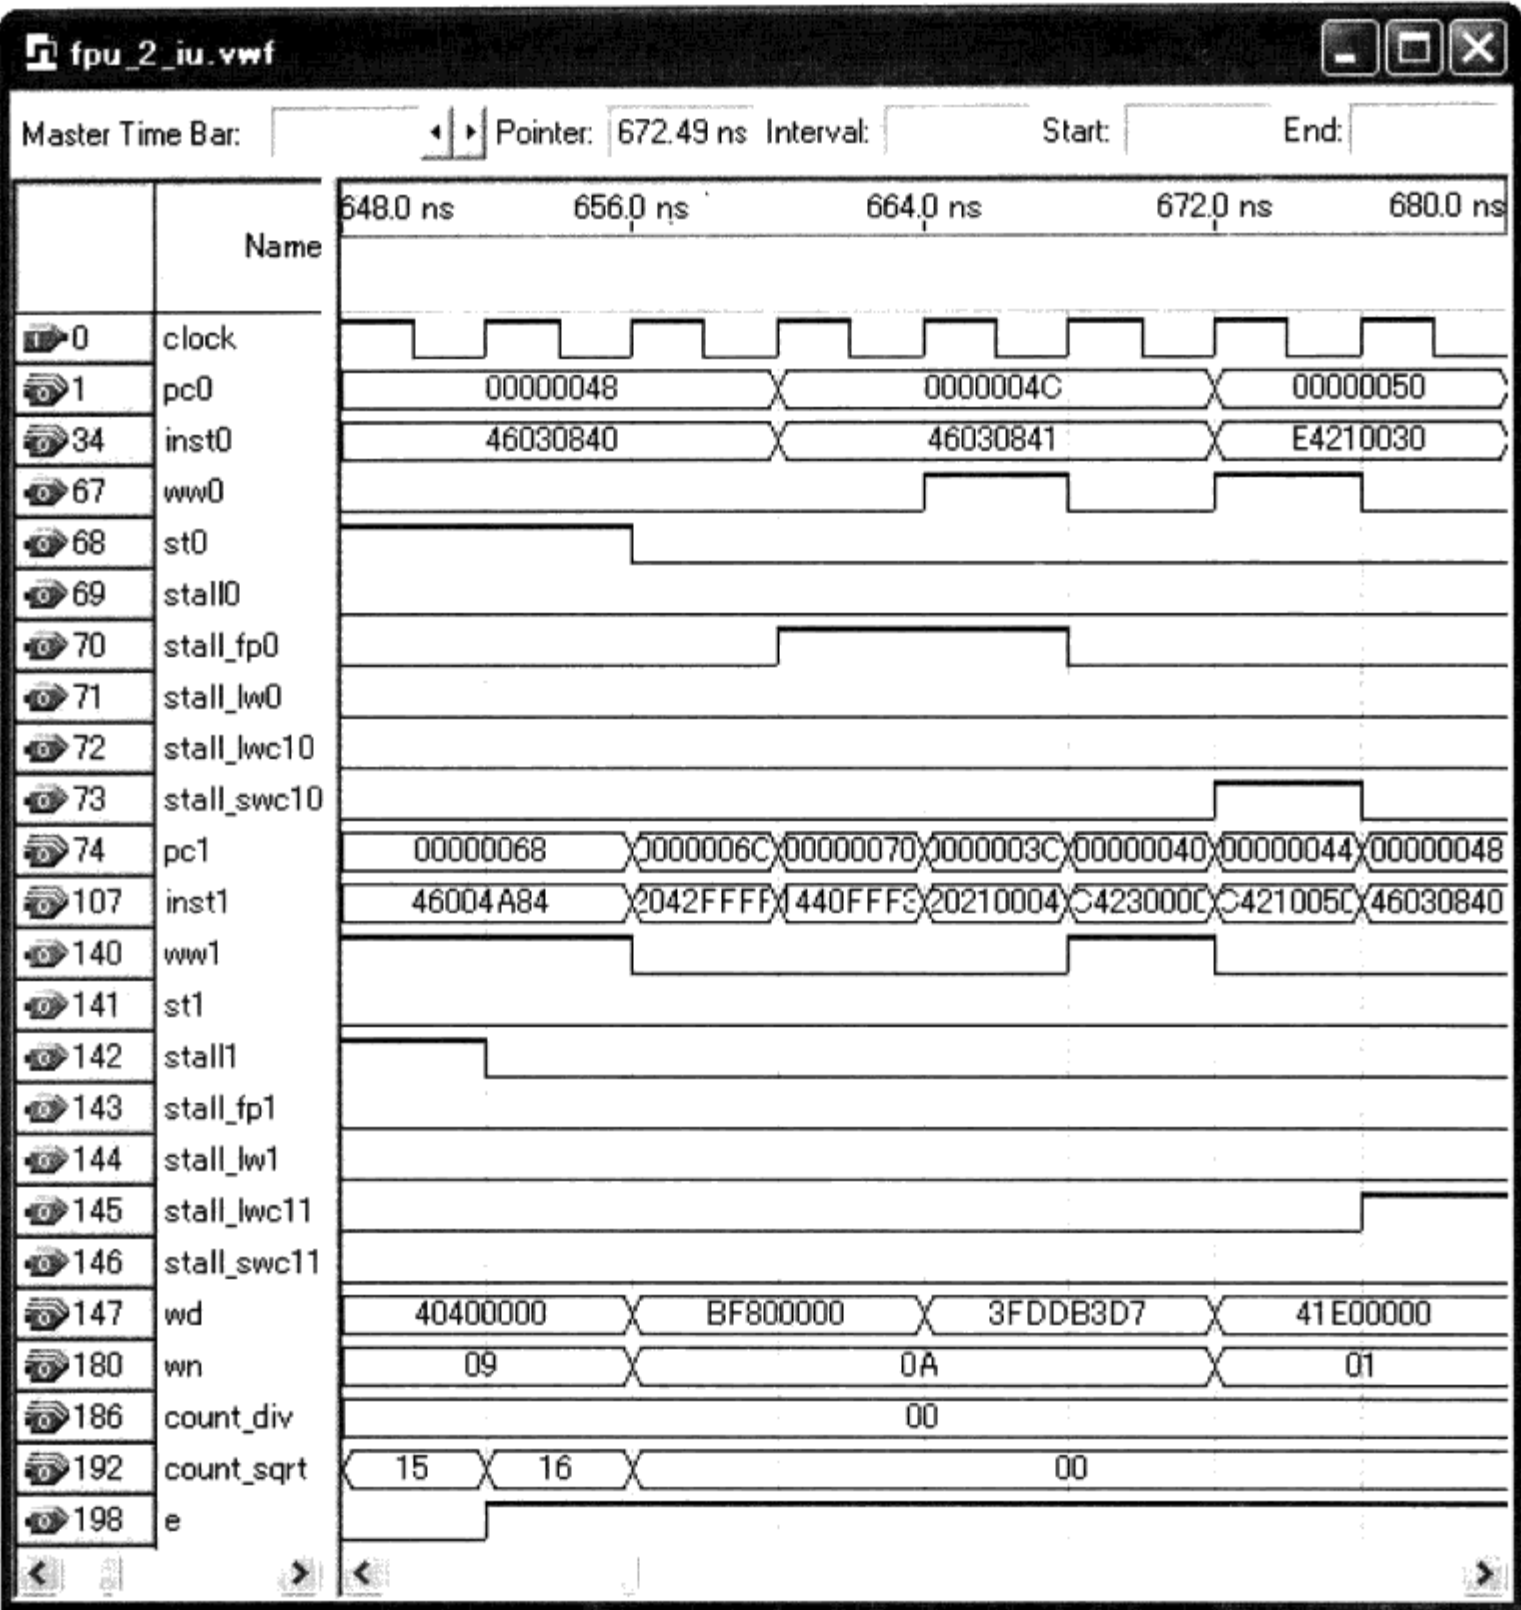 fpu_2_iu.vwf
Master Time Bar: Pointer: 672.49 ns Interval: Start: End:
Name 648.0 ns 656.0 ns 664.0 ns 672.0 ns 680.0 ns
0 clock
1 pc0 00000048 0000004C 00000050
34 inst0 46030840 46030841 E4210030
67 ww0
68 st0
69 stall0
70 stall_fp0
71 stall_lw0
72 stall_lwc10
73 stall_swc10
74 pc1 00000068 0000006C 00000070 0000003C 00000040 00000044 00000048
107 inst1 46004A84 2042FFFF 1440FFF3 20210004 C4210050 46030840
140 ww1
141 st1
142 stall1
143 stall_fp1
144 stall_lw1
145 stall_lwc11
146 stall_swc11
147 wd 40400000 BF800000 3FDDB3D7 41E00000
180 wn 09 0A 01
186 count_div 00
192 count_sqrt 15 16 00
198 e